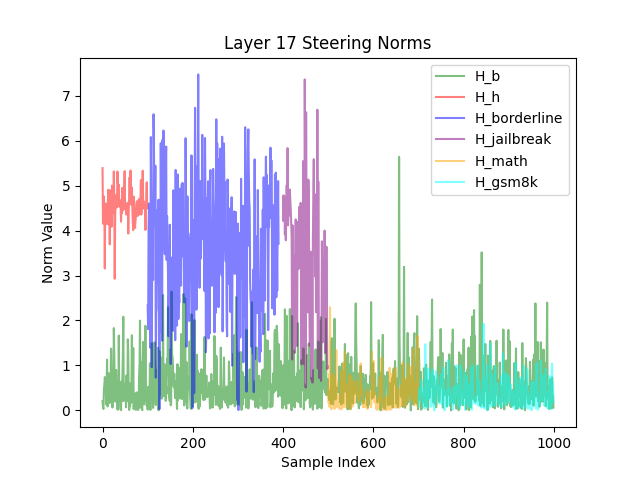 Layer 17 Steering Norms
H_b
H_h
H_borderline
H_jailbreak
H_math
H_gsm8k
Norm Value
7
6
5
4
3
2
1
0
0
200
400
600
800
1000
Sample Index